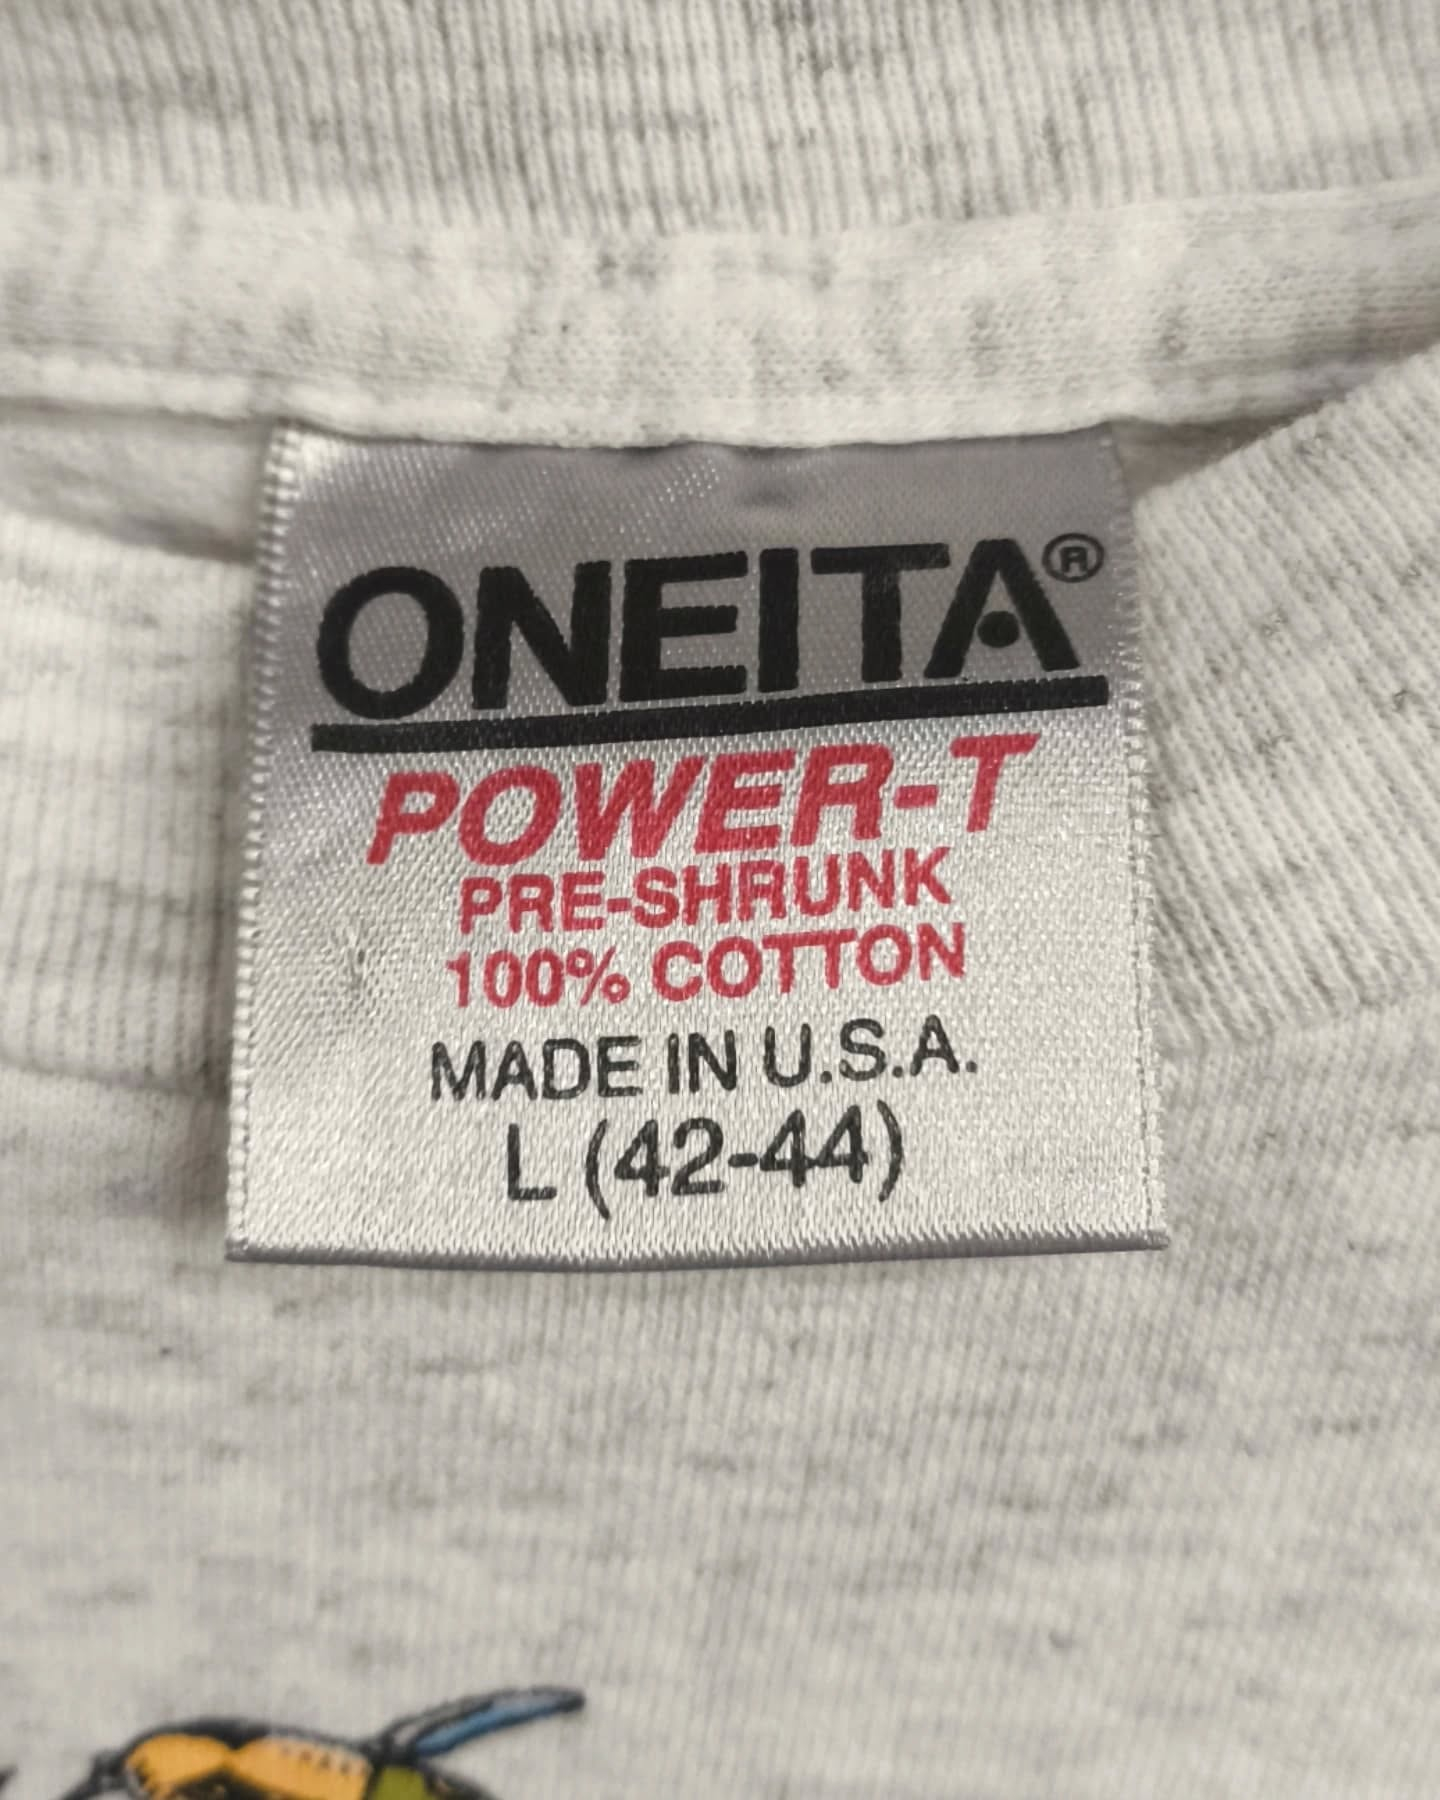 ONEITA®
POWER-T
PRE-SHRUNK
100% COTTON
MADE IN U.S.A.
L (42-44)